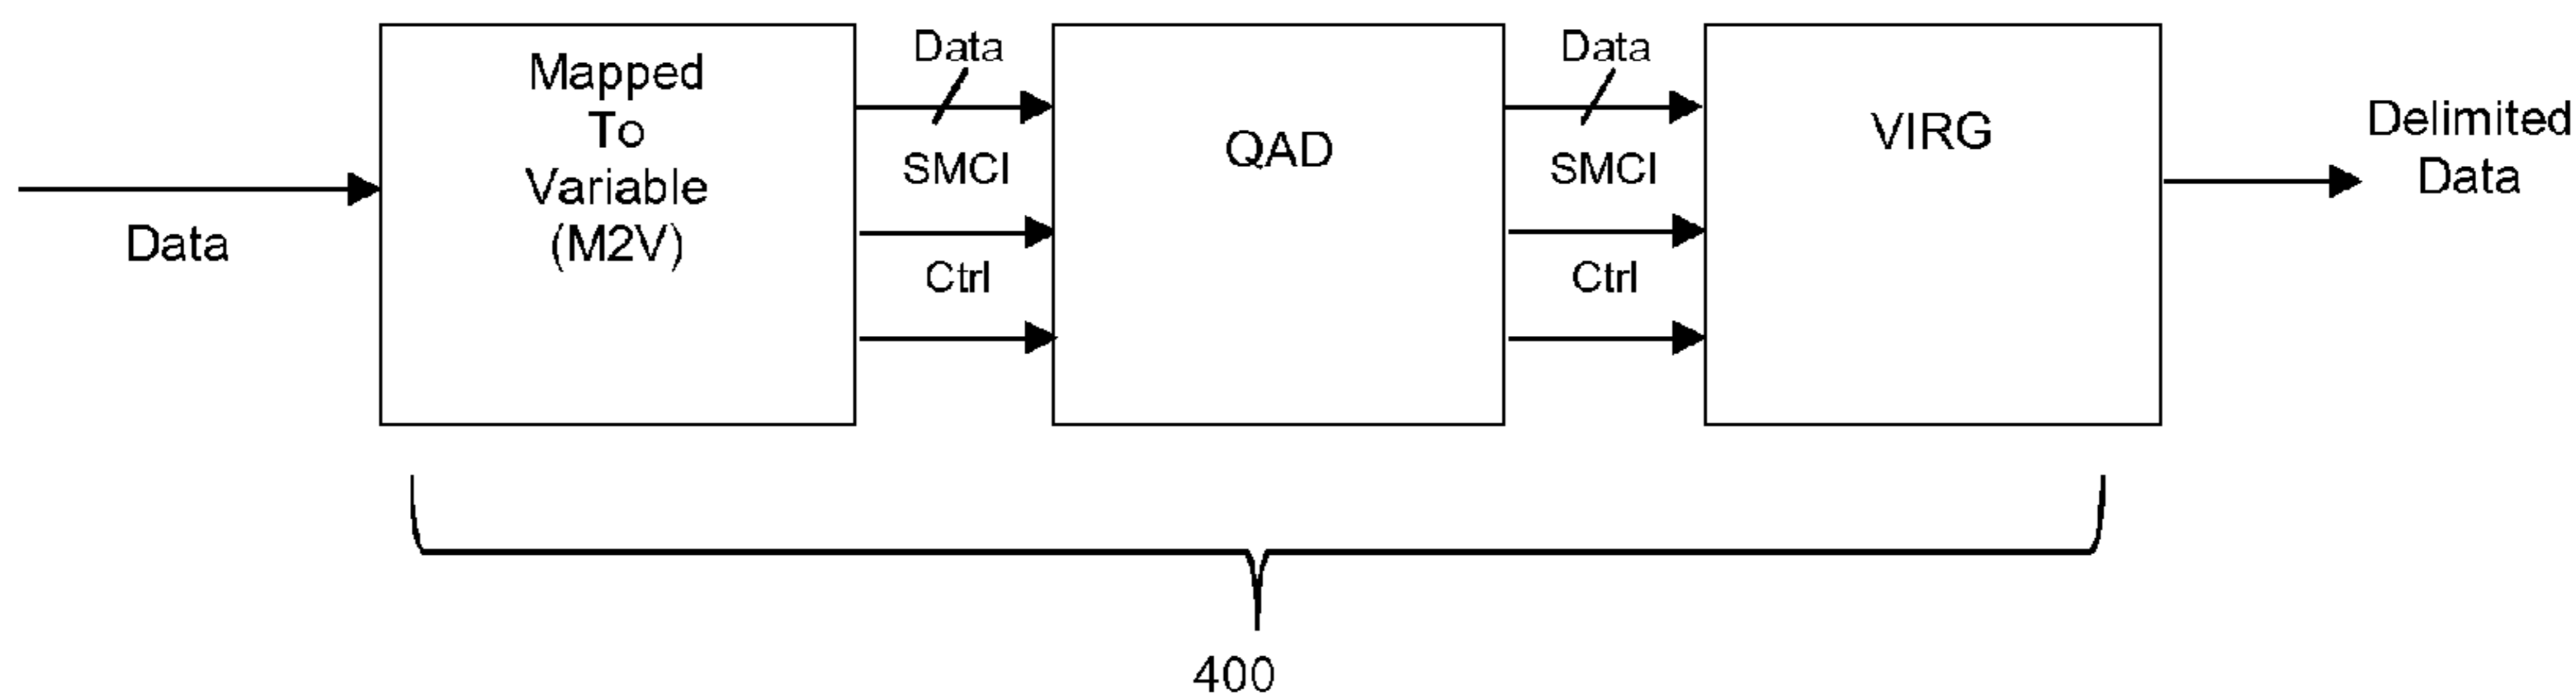 Data
Mapped
To
Variable
(M2V)
Data
SMCI
Ctrl
QAD
Data
SMCI
Ctrl
VIRG
Delimited
Data
400